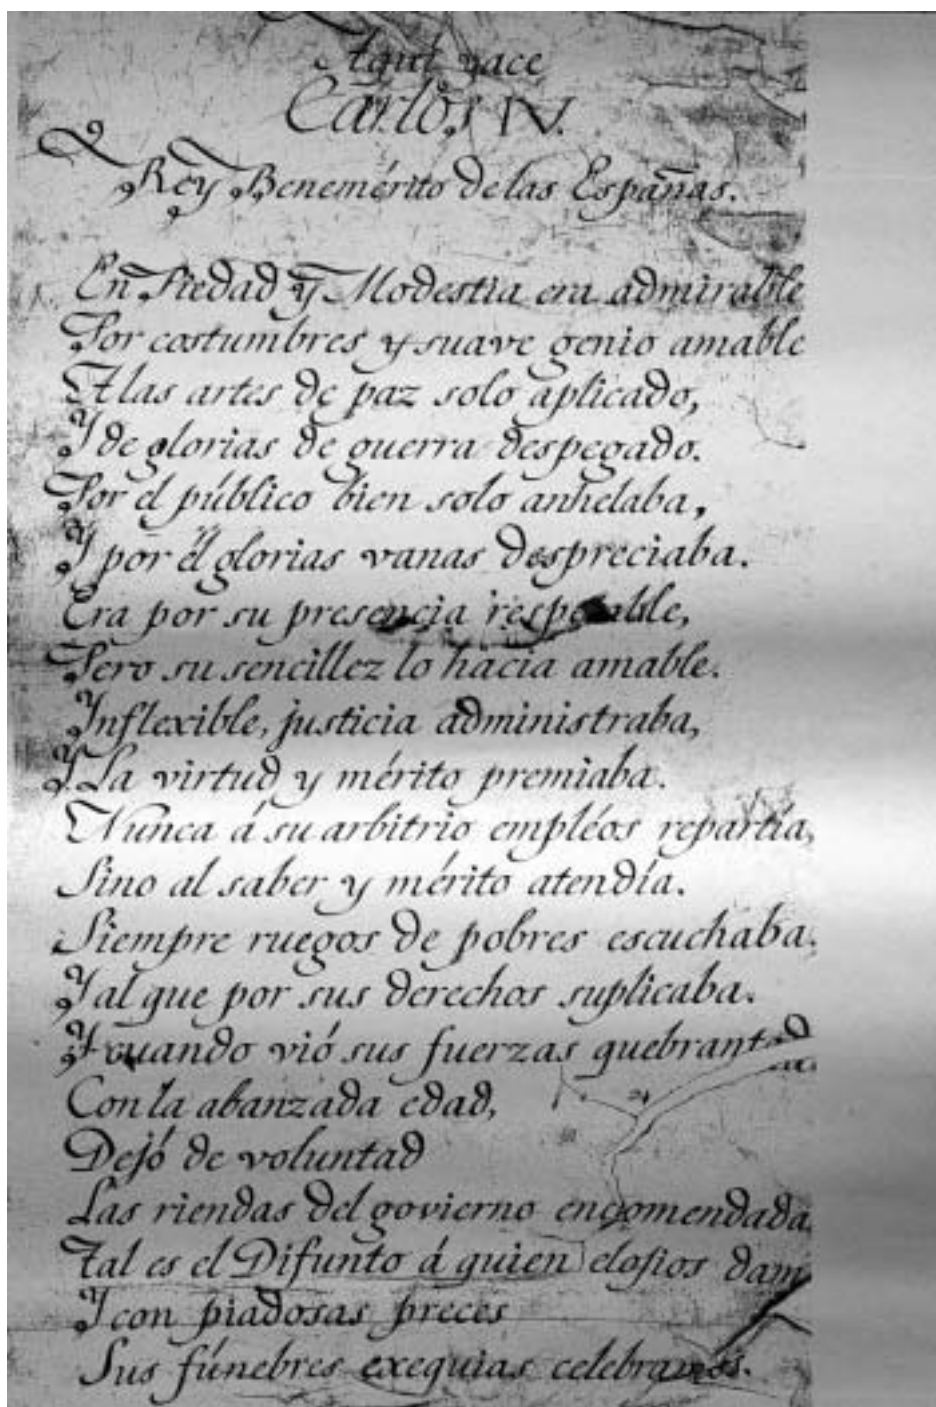 Aquí yace
Carlos IV.
Rey Benemérito de las Españas.
En Piedad y Modestia era admirable
Por costumbres y suave genio amable
A las artes de paz solo aplicado,
Y de glorias de guerra despegado.
Por el público bien solo anhelaba,
Y por él glorias vanas despreciaba.
Era por su presencia respetable,
Pero su sencillez lo hacia amable.
Inflexible, justicia administraba,
Y La virtud y mérito premiaba.
Nunca á su arbitrio empléos repartía,
Sino al saber y mérito atendía.
Siempre ruegos de pobres escuchaba,
Y al que por sus derechos suplicaba.
Y cuando vió sus fuerzas quebrantadas
Con la abanzada edad,
Dejó de voluntad
Las riendas del govierno encomendada
Tal es el Difunto á quien elogios dam
Y con piadosas preces
Sus fúnebres exequias celebramos.